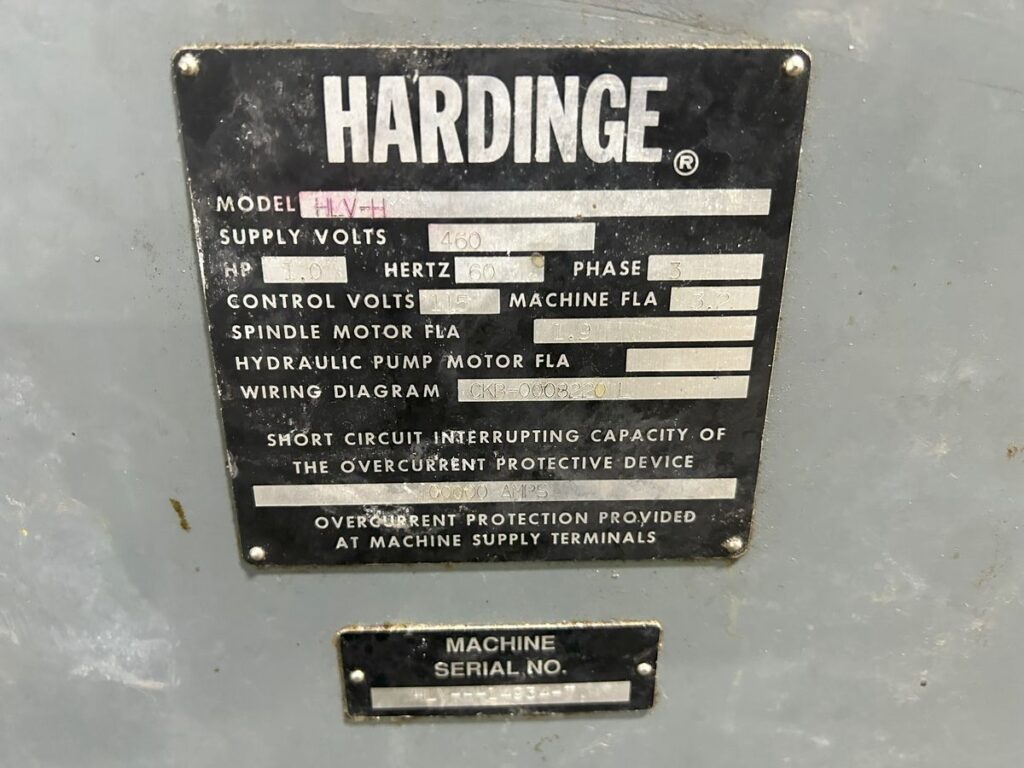 HARDINGE ®
MODEL HLV-H
SUPPLY VOLTS 460
HP 1.0 HERTZ 60 PHASE 3
CONTROL VOLTS 115 MACHINE FLA 3.2
SPINDLE MOTOR FLA 1.9
HYDRAULIC PUMP MOTOR FLA
WIRING DIAGRAM
SHORT CIRCUIT INTERRUPTING CAPACITY OF
THE OVERCURRENT PROTECTIVE DEVICE
AMPS
OVERCURRENT PROTECTION PROVIDED
AT MACHINE SUPPLY TERMINALS
MACHINE
SERIAL NO.